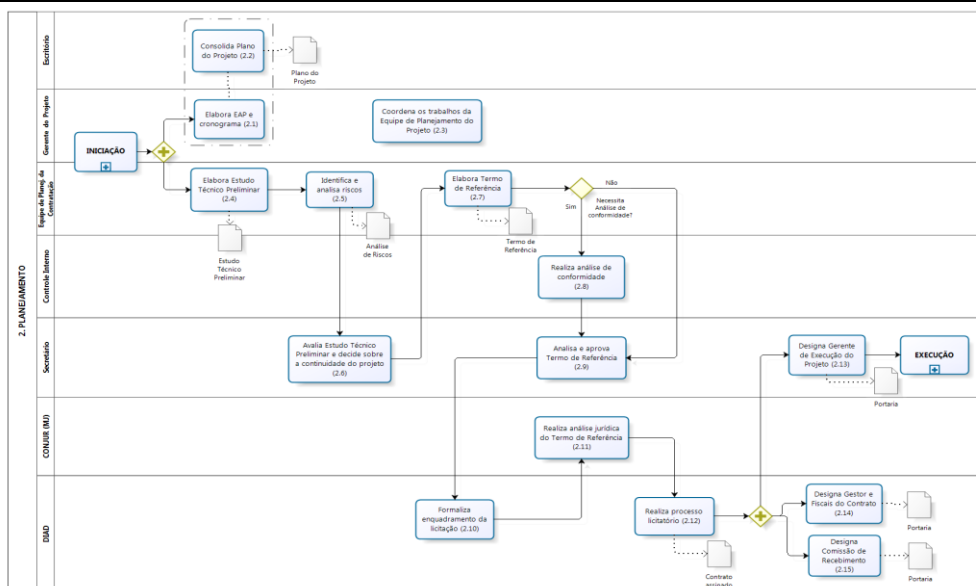 2. PLANEJAMENTO
Escritório
Consolida Plano
do Projeto (2.2)
Plano do
Projeto
Gerente do Projeto
INICIAÇÃO
Elabora EAP e
cronograma (2.1)
Coordena os trabalhos da
Equipe de Planejamento do
Projeto (2.3)
Equipe de Planej. da
Contratação
Elabora Estudo
Técnico Preliminar
(2.4)
Estudo
Técnico
Preliminar
Identifica e
analisa riscos
(2.5)
Análise
de Riscos
Elabora Termo
de Referência
(2.7)
Termo de
Referência
Não
Sim
Necessita
Análise de
conformidade?
Controle Interno
Realiza análise de
conformidade
(2.8)
Secretário
Avalia Estudo Técnico
Preliminar e decide sobre
a continuidade do projeto
(2.6)
Analisa e aprova
Termo de Referência
(2.9)
Designa Gerente
de Execução do
Projeto (2.13)
Portaria
EXECUÇÃO
CONJUR (MJ)
Realiza análise jurídica
do Termo de Referência
(2.11)
DIJAD
Formaliza
enquadramento da
licitação (2.10)
Realiza processo
licitatório (2.12)
Contrato
assinado
Designa Gestor e
Fiscais do Contrato
(2.14)
Portaria
Designa
Comissão de
Recebimento
(2.15)
Portaria